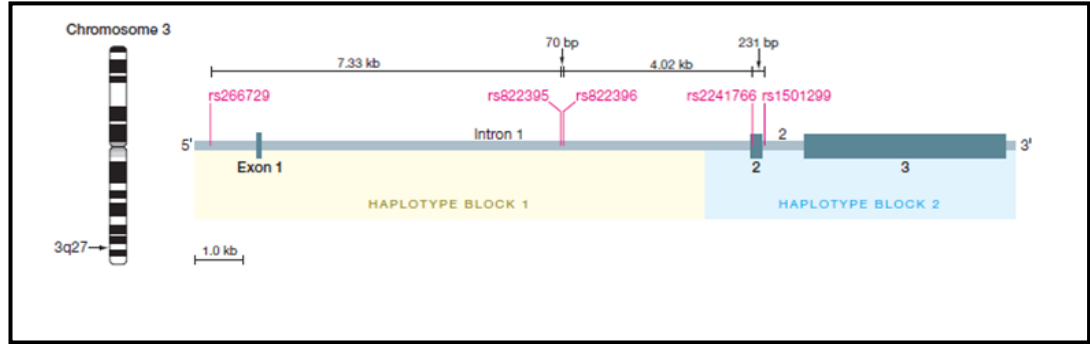 Chromosome 3
70 bp
231 bp
7.33 kb
4.02 kb
rs266729
rs822395
rs822396
rs2241766
rs1501299
5'
Intron 1
2
3'
Exon 1
2
3
HAPLOTYPE BLOCK 1
HAPLOTYPE BLOCK 2
3q27
1.0 kb